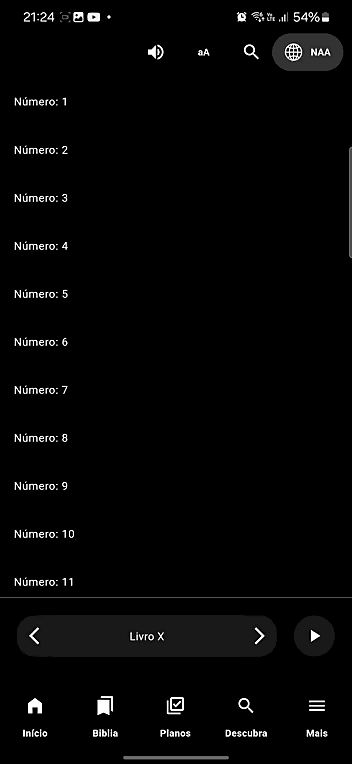 21:24
54%
aA
NAA
Número: 1
Número: 2
Número: 3
Número: 4
Número: 5
Número: 6
Número: 7
Número: 8
Número: 9
Número: 10
Número: 11
Livro X
Início
Biblia
Planos
Descubra
Mais